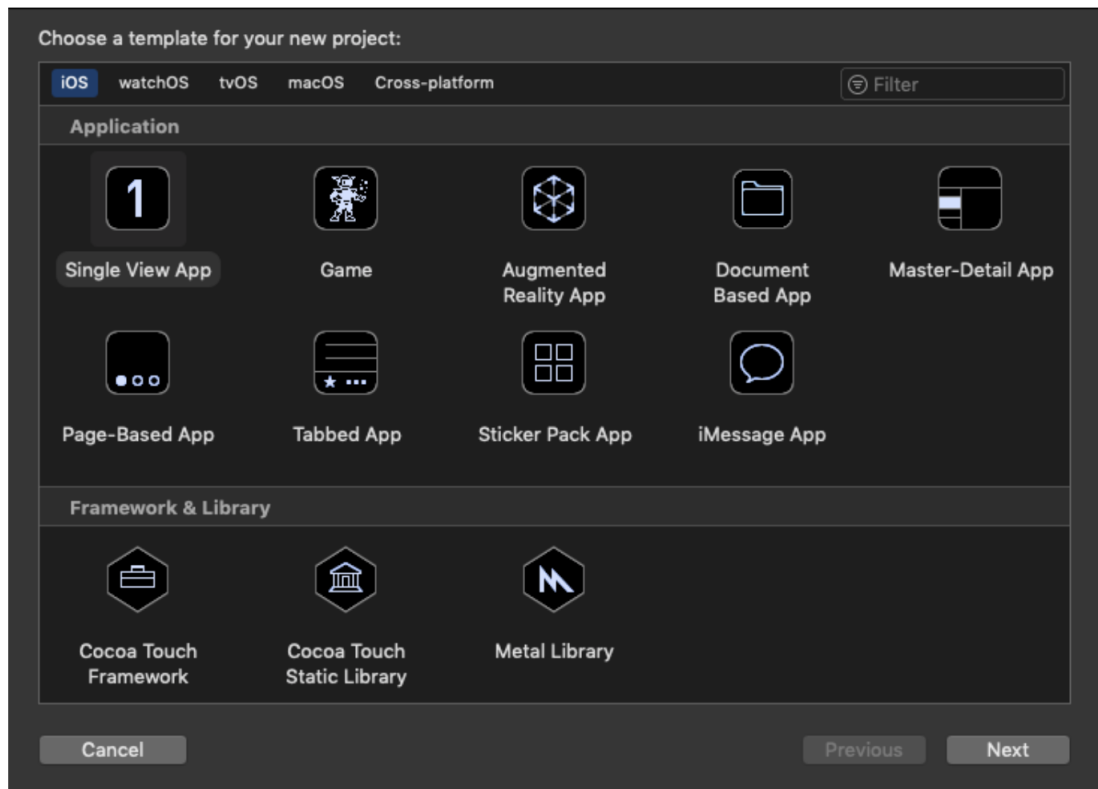 Choose a template for your new project:
iOS watchOS tvOS macOS Cross-platform Filter
Application
1
Single View App Game Augmented Reality App Document Based App Master-Detail App
Page-Based App Tabbed App Sticker Pack App iMessage App
Framework & Library
Cocoa Touch Framework Cocoa Touch Static Library Metal Library
Cancel Previous Next